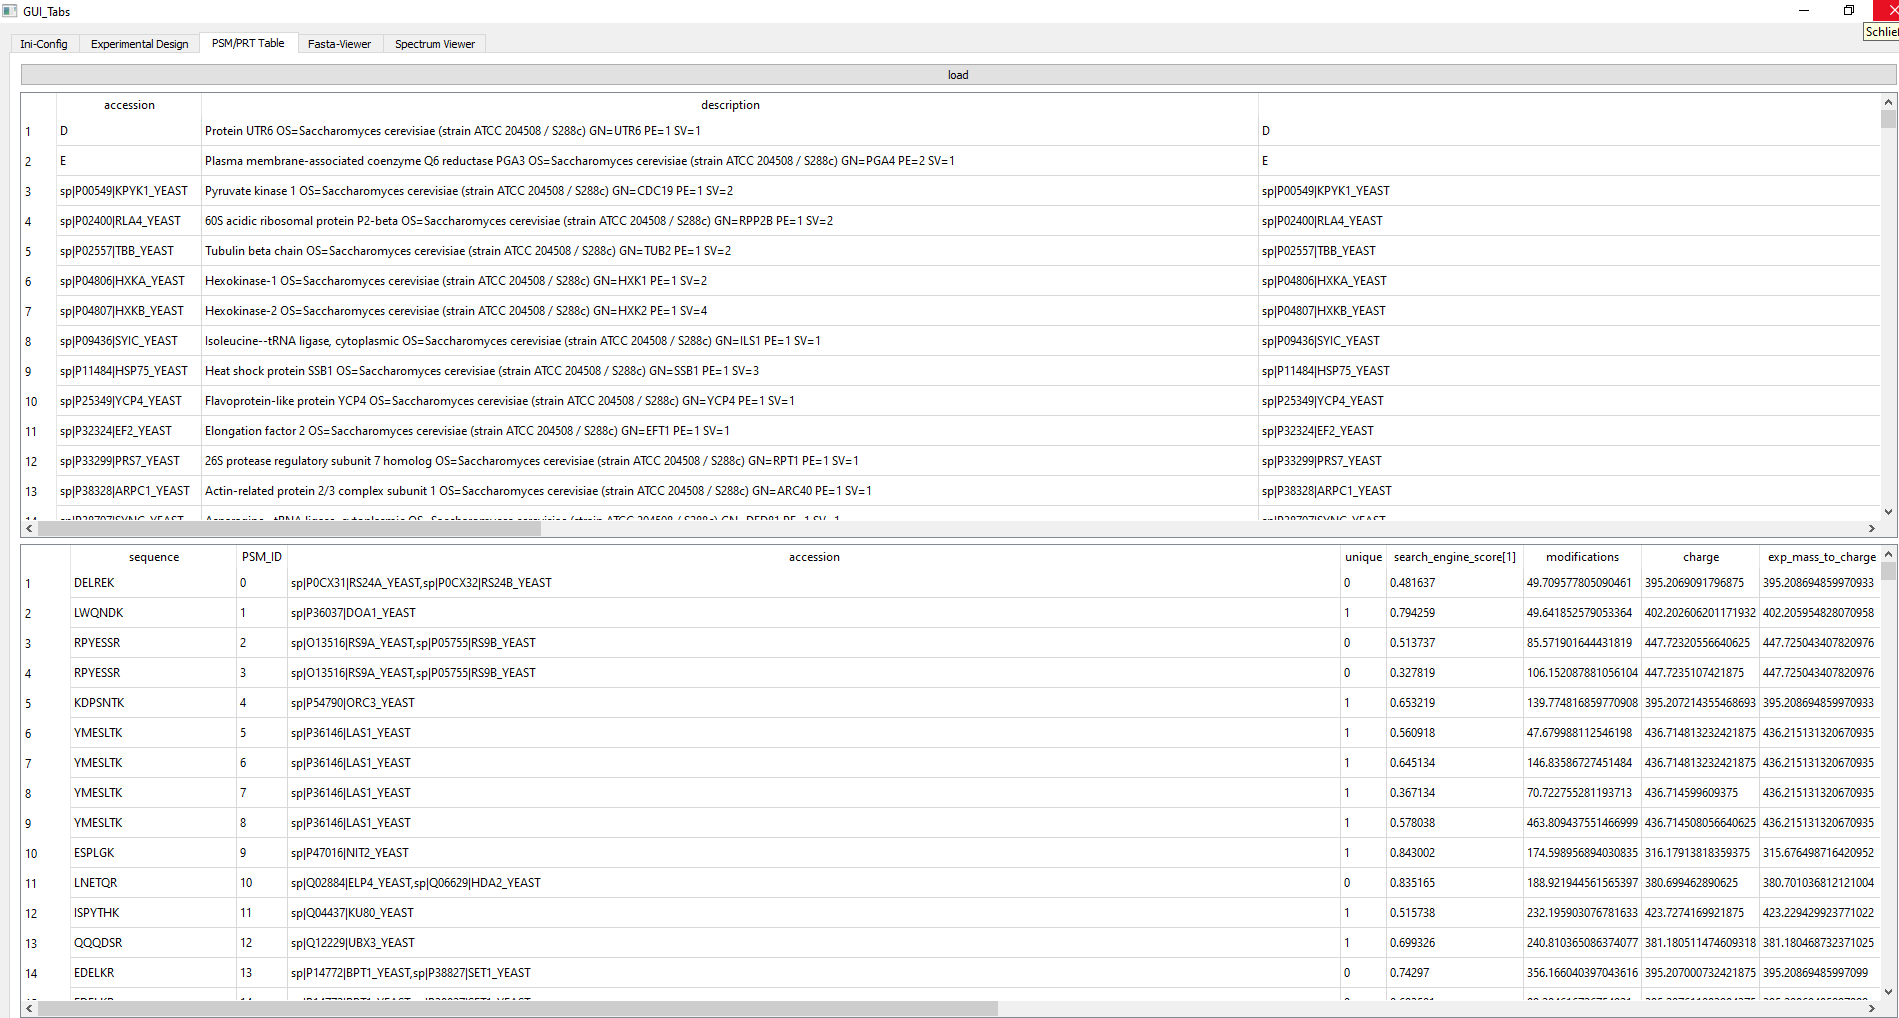 GUI_Tabs
Schließ
Ini-Config Experimental Design PSM/PRT Table Fasta-Viewer Spectrum Viewer
load
accession description
1 D Protein UTR6 OS=Saccharomyces cerevisiae (strain ATCC 204508 / S288c) GN=UTR6 PE=1 SV=1 D
2 E Plasma membrane-associated coenzyme Q6 reductase PGA3 OS=Saccharomyces cerevisiae (strain ATCC 204508 / S288c) GN=PGA4 PE=2 SV=1 E
3 sp|P00549|KPYK1_YEAST Pyruvate kinase 1 OS=Saccharomyces cerevisiae (strain ATCC 204508 / S288c) GN=CDC19 PE=1 SV=2 sp|P00549|KPYK1_YEAST
4 sp|P02400|RLA4_YEAST 60S acidic ribosomal protein P2-beta OS=Saccharomyces cerevisiae (strain ATCC 204508 / S288c) GN=RPP2B PE=1 SV=2 sp|P02400|RLA4_YEAST
5 sp|P02557|TBB_YEAST Tubulin beta chain OS=Saccharomyces cerevisiae (strain ATCC 204508 / S288c) GN=TUB2 PE=1 SV=2 sp|P02557|TBB_YEAST
6 sp|P04806|HXKA_YEAST Hexokinase-1 OS=Saccharomyces cerevisiae (strain ATCC 204508 / S288c) GN=HXK1 PE=1 SV=2 sp|P04806|HXKA_YEAST
7 sp|P04807|HXKB_YEAST Hexokinase-2 OS=Saccharomyces cerevisiae (strain ATCC 204508 / S288c) GN=HXK2 PE=1 SV=4 sp|P04807|HXKB_YEAST
8 sp|P09436|SYIC_YEAST Isoleucine--tRNA ligase, cytoplasmic OS=Saccharomyces cerevisiae (strain ATCC 204508 / S288c) GN=ILS1 PE=1 SV=1 sp|P09436|SYIC_YEAST
9 sp|P11484|HSP75_YEAST Heat shock protein SSB1 OS=Saccharomyces cerevisiae (strain ATCC 204508 / S288c) GN=SSB1 PE=1 SV=3 sp|P11484|HSP75_YEAST
10 sp|P25349|YCP4_YEAST Flavoprotein-like protein YCP4 OS=Saccharomyces cerevisiae (strain ATCC 204508 / S288c) GN=YCP4 PE=1 SV=1 sp|P25349|YCP4_YEAST
11 sp|P32324|EF2_YEAST Elongation factor 2 OS=Saccharomyces cerevisiae (strain ATCC 204508 / S288c) GN=EFT1 PE=1 SV=1 sp|P32324|EF2_YEAST
12 sp|P33299|PRS7_YEAST 26S protease regulatory subunit 7 homolog OS=Saccharomyces cerevisiae (strain ATCC 204508 / S288c) GN=RPT1 PE=1 SV=1 sp|P33299|PRS7_YEAST
13 sp|P38328|ARPC1_YEAST Actin-related protein 2/3 complex subunit 1 OS=Saccharomyces cerevisiae (strain ATCC 204508 / S288c) GN=ARC40 PE=1 SV=1 sp|P38328|ARPC1_YEAST
sequence PSM_ID accession unique search_engine_score[1] modifications charge exp_mass_to_charge
1 DELREK 0 sp|P0CX31|RS24A_YEAST,sp|P0CX32|RS24B_YEAST 0 0.481637 49.709577805090461 395.2069091796875 395.208694859970933
2 LWQNDK 1 sp|P36037|DOA1_YEAST 1 0.794259 49.641852579053364 402.202606201171932 402.205954828070958
3 RPYESSR 2 sp|O13516|RS9A_YEAST,sp|P05755|RS9B_YEAST 0 0.513737 85.571901644431819 447.72320556640625 447.725043407820976
4 RPYESSR 3 sp|O13516|RS9A_YEAST,sp|P05755|RS9B_YEAST 0 0.327819 106.152087881056104 447.7235107421875 447.725043407820976
5 KDPSNTK 4 sp|P54790|ORC3_YEAST 1 0.653219 139.774816859770908 395.207214355468693 395.208694859970933
6 YMESLTK 5 sp|P36146|LAS1_YEAST 1 0.560918 47.679988112546198 436.714813232421875 436.215131320670935
7 YMESLTK 6 sp|P36146|LAS1_YEAST 1 0.645134 146.83586727451484 436.714813232421875 436.215131320670935
8 YMESLTK 7 sp|P36146|LAS1_YEAST 1 0.367134 70.722755281193713 436.714599609375 436.215131320670935
9 YMESLTK 8 sp|P36146|LAS1_YEAST 1 0.578038 463.809437551466999 436.714508056640625 436.215131320670935
10 ESPLGK 9 sp|P47016|NIT2_YEAST 1 0.843002 174.598956894030835 316.17913818359375 315.676498716420952
11 LNETQR 10 sp|Q02884|ELP4_YEAST,sp|Q06629|HDA2_YEAST 0 0.835165 188.921944561565397 380.699462890625 380.701036812121004
12 ISPYTHK 11 sp|Q04437|KU80_YEAST 1 0.515738 232.195903076781633 423.7274169921875 423.229429923771022
13 QQQDSR 12 sp|Q12229|UBX3_YEAST 1 0.699326 240.810365086374077 381.180511474609318 381.180468732371025
14 EDELKR 13 sp|P14772|BPT1_YEAST,sp|P38827|SET1_YEAST 0 0.74297 356.166040397043616 395.207000732421875 395.20869485997099